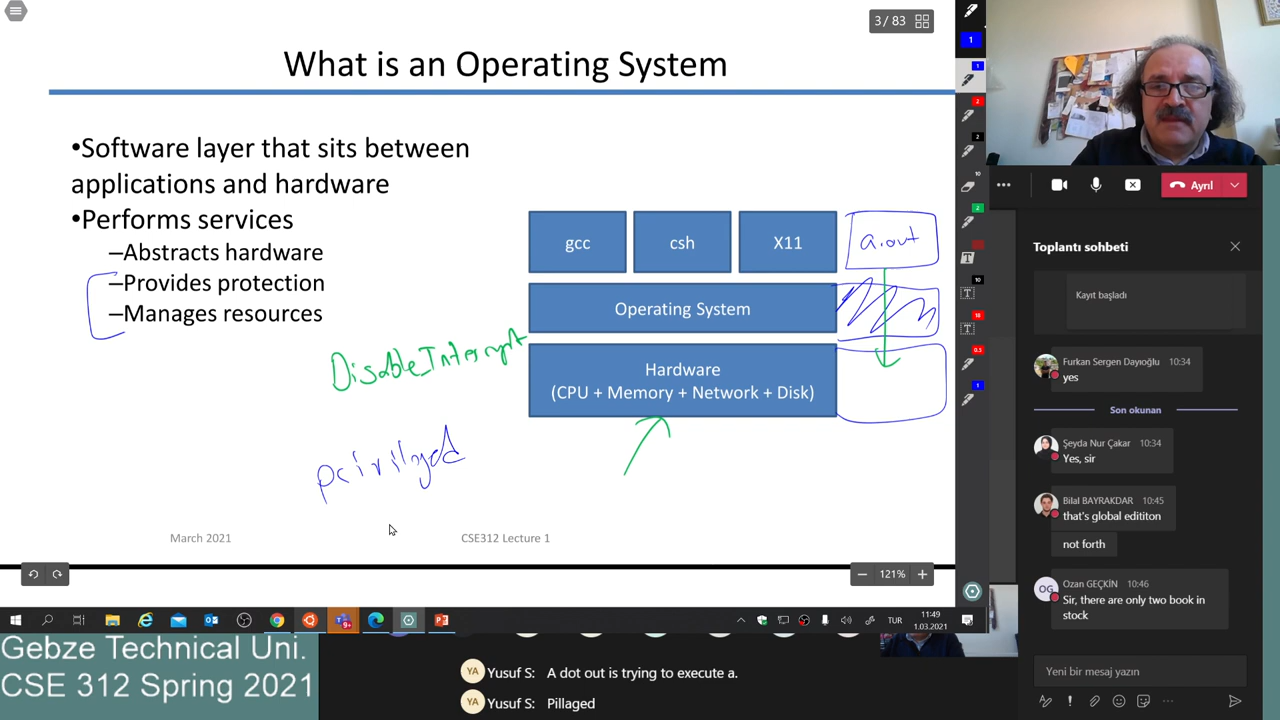 3 / 83
What is an Operating System
•Software layer that sits between
applications and hardware
•Performs services
–Abstracts hardware
–Provides protection
–Manages resources
gcc
csh
X11
a.out
Operating System
Hardware
(CPU + Memory + Network + Disk)
Disable_Interrupt
March 2021
CSE312 Lecture 1
121%
Ayrıl
Toplantı sohbeti
Kayıt başladı
Furkan Sergen Dayıoğlu 10:34
yes
Son okunan
Şeyda Nur Çakar 10:34
Yes, sir
Bilal BAYRAKDAR 10:45
that's global edititon
not forth
OG
Ozan GEÇKİN 10:46
Sir, there are only two book in
stock
Yeni bir mesaj yazın
TUR
11:49
1.03.2021
Gebze Technical Uni.
CSE 312 Spring 2021
YA Yusuf S: A dot out is trying to execute a.
YA Yusuf S: Pillaged